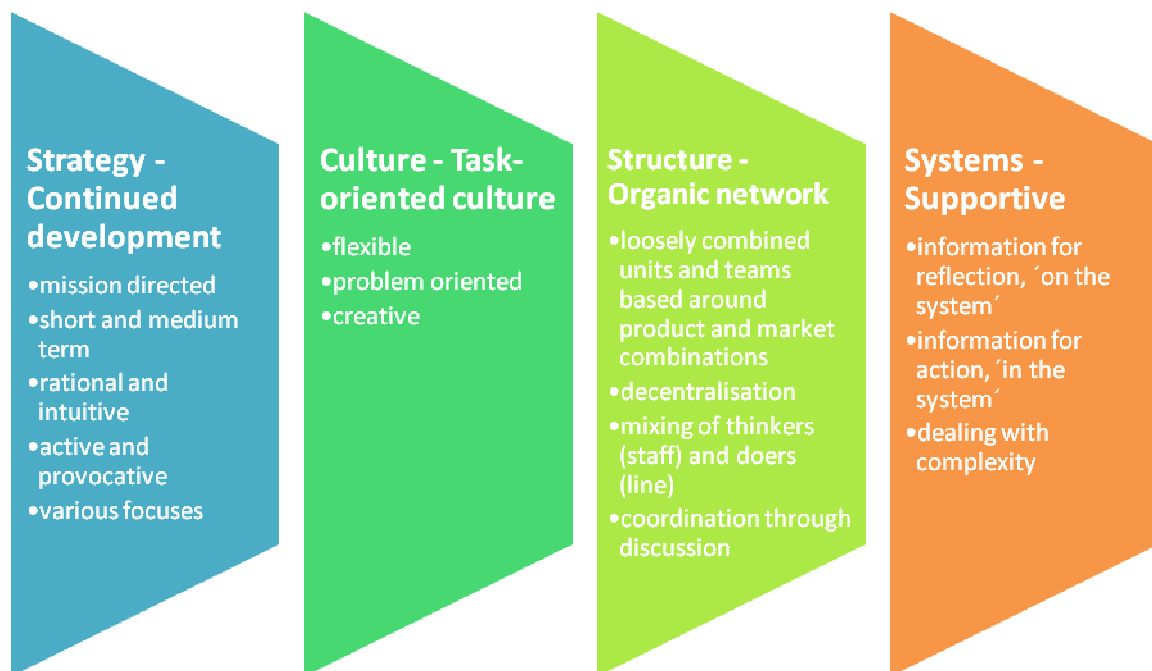 Strategy -
Continued
development
•mission directed
•short and medium
term
•rational and
intuitive
•active and
provocative
•various focuses
Culture - Task-
oriented culture
•flexible
•problem oriented
•creative
Structure -
Organic network
•loosely combined
units and teams
based around
product and market
combinations
•decentralisation
•mixing of thinkers
(staff) and doers
(line)
•coordination through
discussion
Systems -
Supportive
•information for
reflection, ´on the
system´
•information for
action, ´in the
system´
•dealing with
complexity